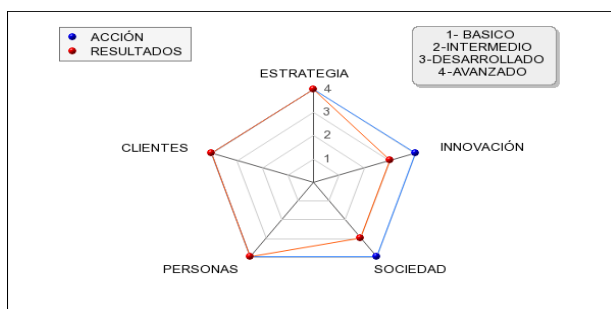 ACCIÓN
RESULTADOS
1- BASICO
2-INTERMEDIO
3-DESARROLLADO
4-AVANZADO
ESTRATEGIA
4
3
2
1
CLIENTES
INNOVACIÓN
PERSONAS
SOCIEDAD